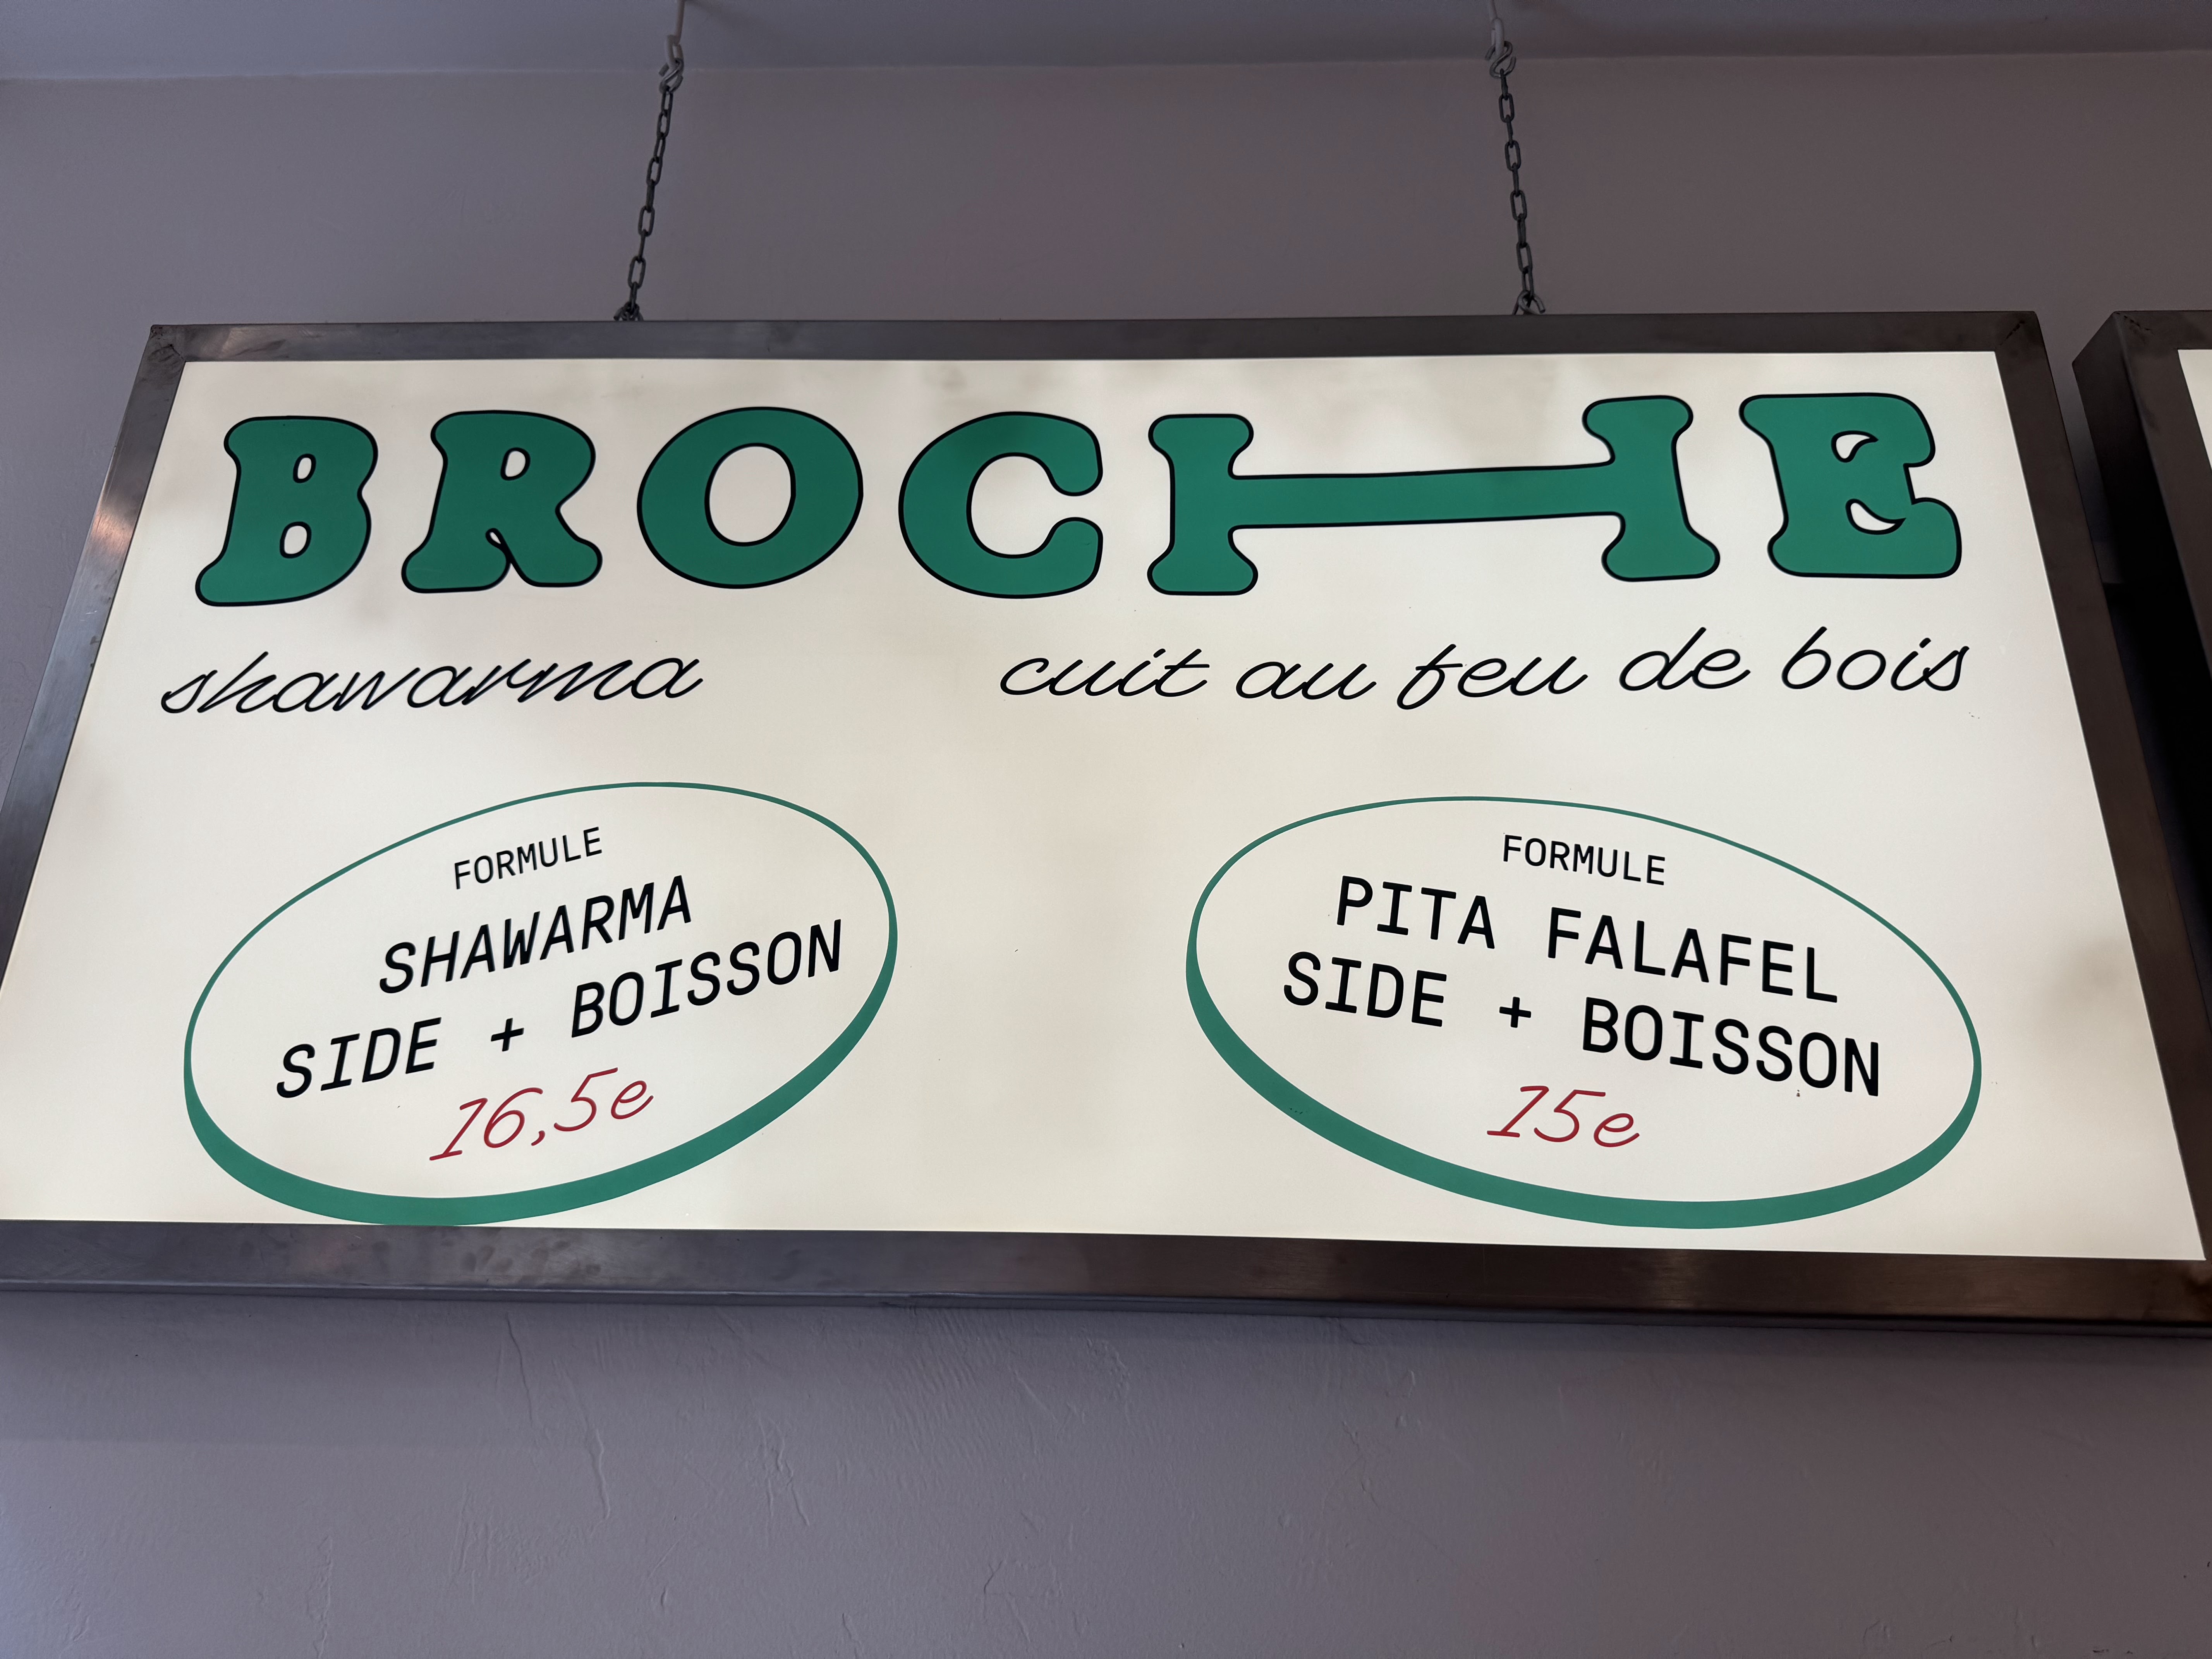 BROCHE
shawarma
cuit au feu de bois
FORMULE
SHAWARMA
SIDE + BOISSON
16,5e
FORMULE
PITA FALAFEL
SIDE + BOISSON
15e